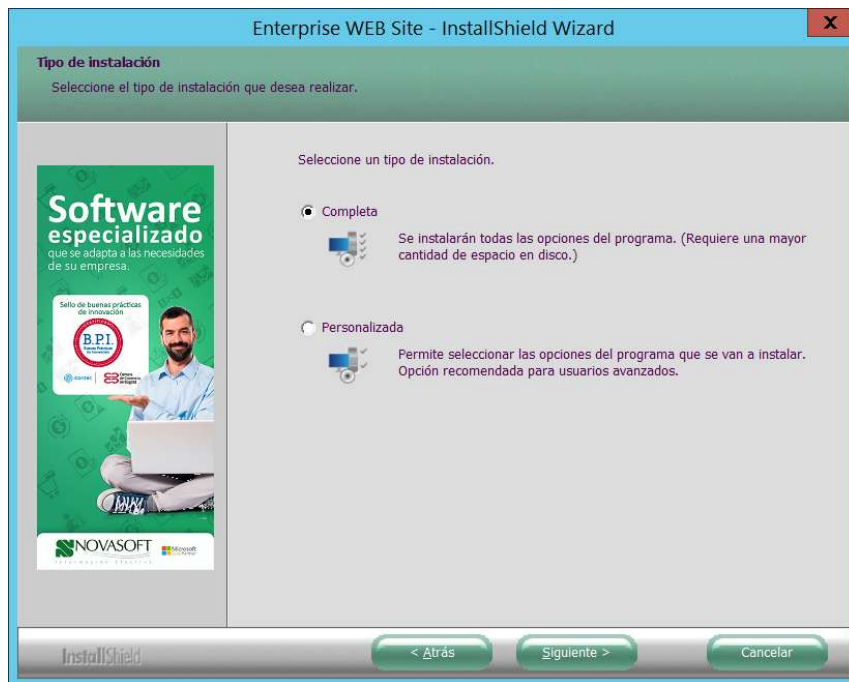 Enterprise WEB Site - InstallShield Wizard
X
Tipo de instalación
Seleccione el tipo de instalación que desea realizar.
Seleccione un tipo de instalación.
Completa
Se instalarán todas las opciones del programa. (Requiere una mayor
cantidad de espacio en disco.)
Personalizada
Permite seleccionar las opciones del programa que se van a instalar.
Opción recomendada para usuarios avanzados.
Software
especializado
que se adapta a las necesidades
de su empresa.
Sello de buenas prácticas
de innovación
B.P.I.
NOVASOFT
Microsoft
InstallShield
< Atrás
Siguiente >
Cancelar